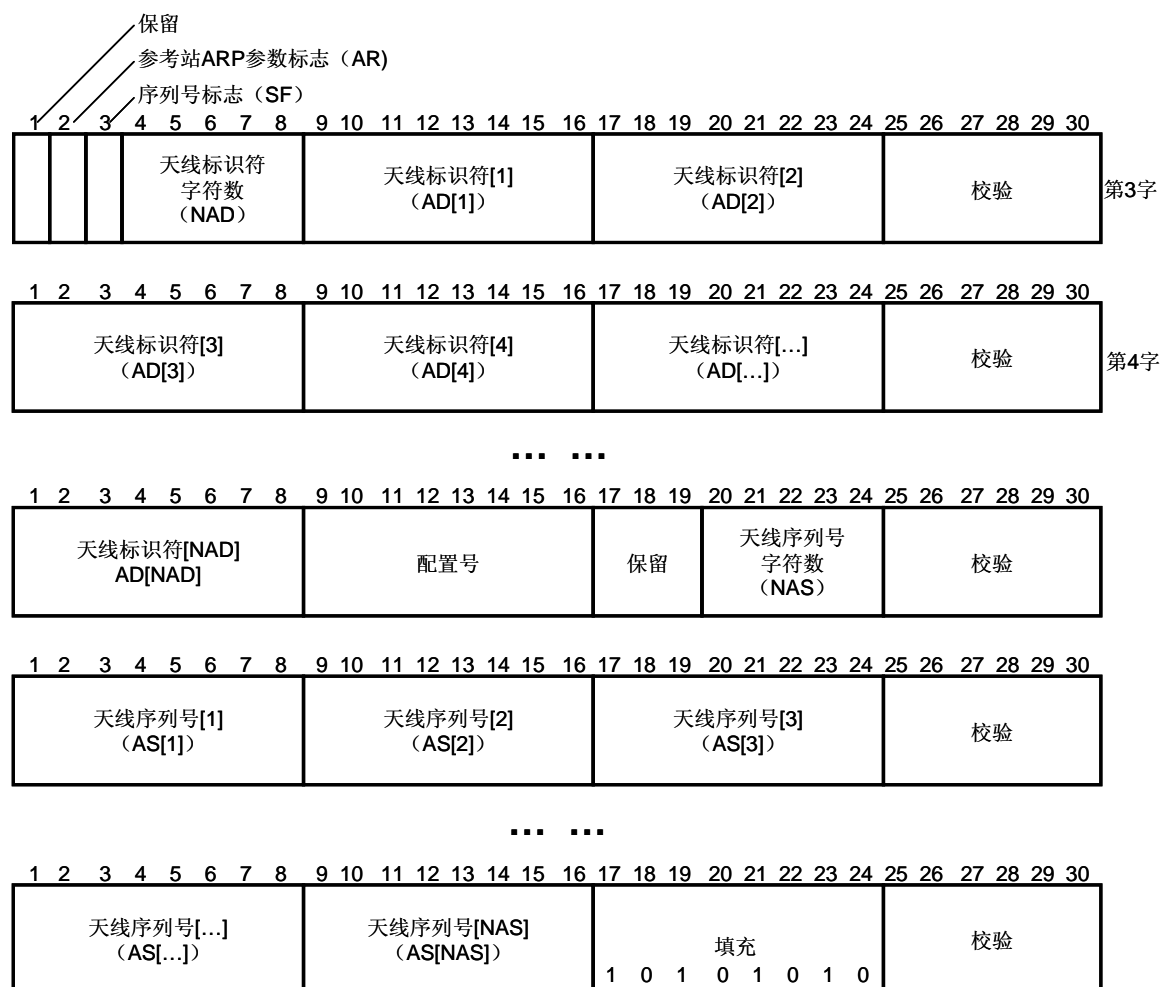 保留
参考站ARP参数标志（AR)
序列号标志（SF）
1 2 3 4 5 6 7 8 9 10 11 12 13 14 15 16 17 18 19 20 21 22 23 24 25 26 27 28 29 30
天线标识符
字符数
（NAD）
天线标识符[1]
（AD[1]）
天线标识符[2]
（AD[2]）
校验
第3字
1 2 3 4 5 6 7 8 9 10 11 12 13 14 15 16 17 18 19 20 21 22 23 24 25 26 27 28 29 30
天线标识符[3]
（AD[3]）
天线标识符[4]
（AD[4]）
天线标识符[…]
（AD[…]）
校验
第4字
… …
1 2 3 4 5 6 7 8 9 10 11 12 13 14 15 16 17 18 19 20 21 22 23 24 25 26 27 28 29 30
天线标识符[NAD]
AD[NAD]
配置号
保留
天线序列号
字符数
（NAS）
校验
1 2 3 4 5 6 7 8 9 10 11 12 13 14 15 16 17 18 19 20 21 22 23 24 25 26 27 28 29 30
天线序列号[1]
（AS[1]）
天线序列号[2]
（AS[2]）
天线序列号[3]
（AS[3]）
校验
… …
1 2 3 4 5 6 7 8 9 10 11 12 13 14 15 16 17 18 19 20 21 22 23 24 25 26 27 28 29 30
天线序列号[…]
（AS[…]）
天线序列号[NAS]
（AS[NAS]）
填充
1 0 1 0 1 0 1 0
校验